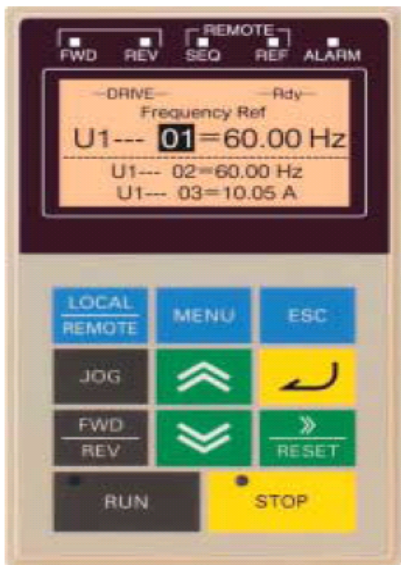 REMOTE
FWD REV SEQ REF ALARM
—DRIVE— —Rdy—
Frequency Ref
U1--- 01=60.00 Hz
U1--- 02=60.00 Hz
U1--- 03=10.05 A
LOCAL
REMOTE
MENU
ESC
JOG
FWD
REV
RESET
RUN
STOP